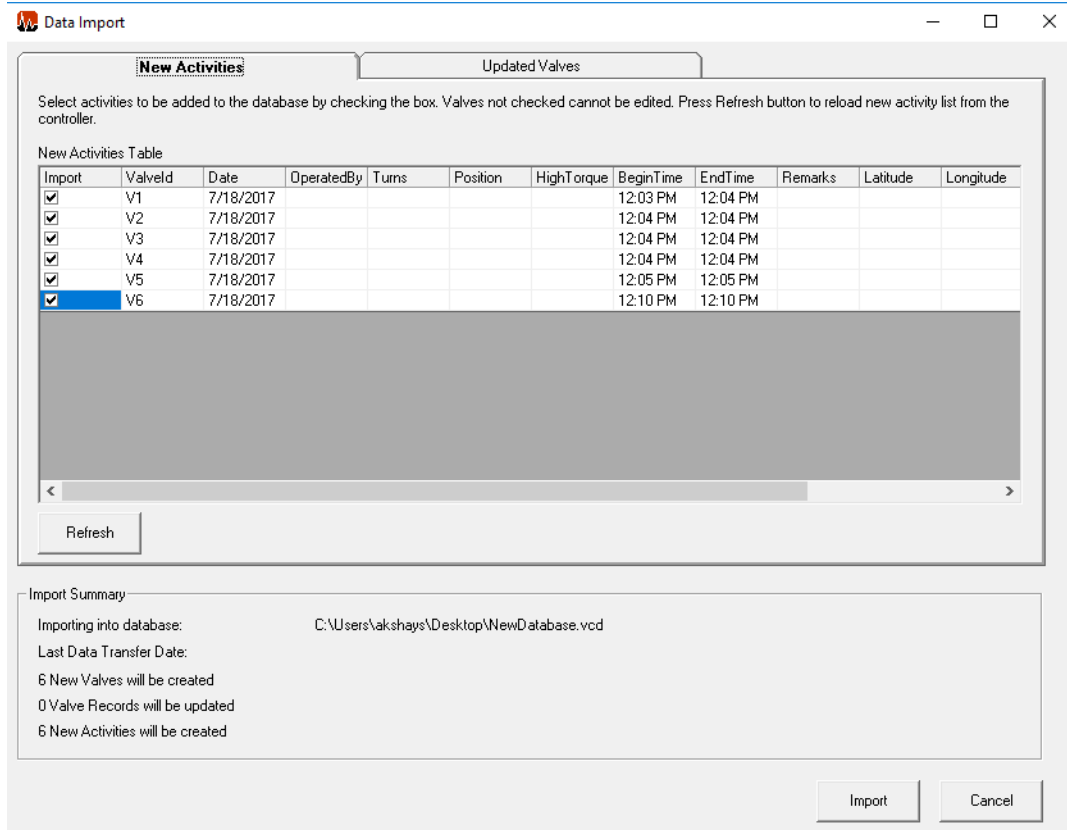 Data Import
New Activities Updated Valves
Select activities to be added to the database by checking the box. Valves not checked cannot be edited. Press Refresh button to reload new activity list from the
controller.
New Activities Table
Import ValveId Date OperatedBy Turns Position HighTorque BeginTime EndTime Remarks Latitude Longitude
V1 7/18/2017 12:03 PM 12:04 PM
V2 7/18/2017 12:04 PM 12:04 PM
V3 7/18/2017 12:04 PM 12:04 PM
V4 7/18/2017 12:04 PM 12:04 PM
V5 7/18/2017 12:05 PM 12:05 PM
V6 7/18/2017 12:10 PM 12:10 PM
Refresh
Import Summary
Importing into database: C:\Users\akshays\Desktop\NewDatabase.vcd
Last Data Transfer Date:
6 New Valves will be created
0 Valve Records will be updated
6 New Activities will be created
Import Cancel